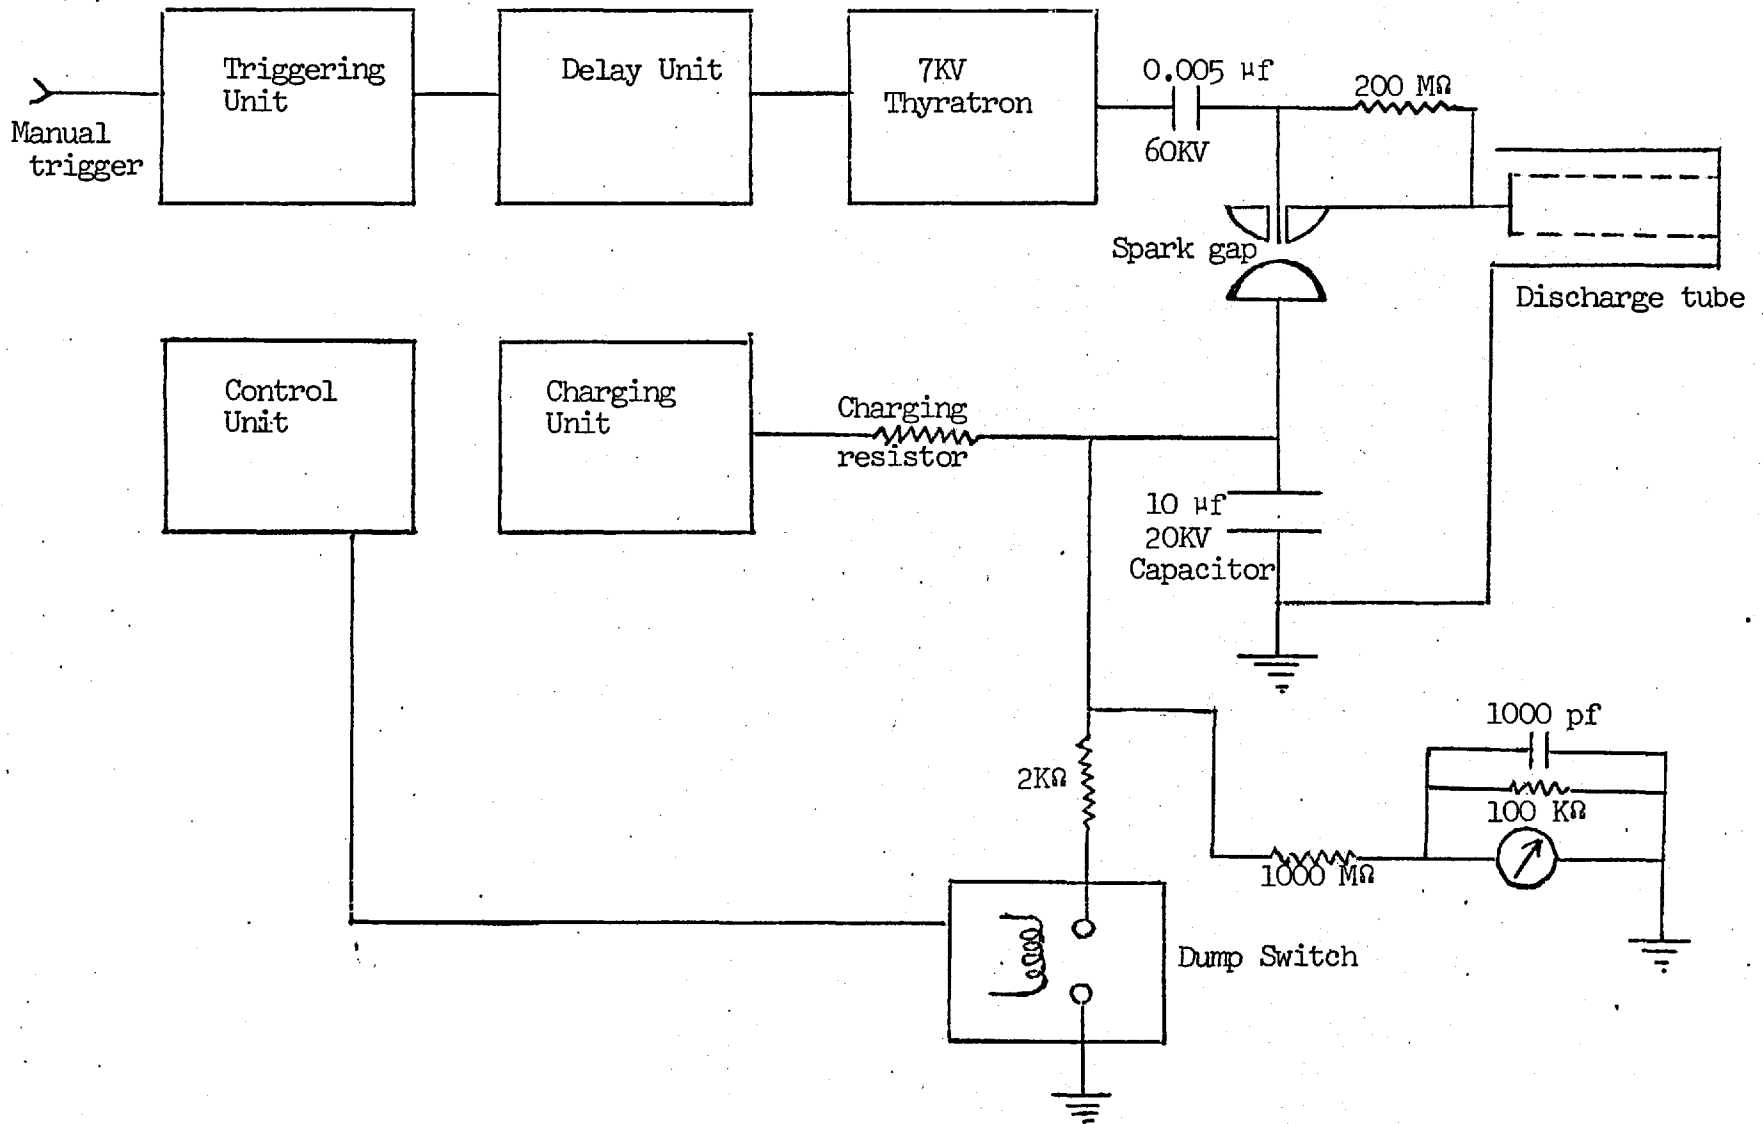 Triggering
Unit
Delay Unit
7KV
Thyratron
0.005 µf
60KV
200 MΩ
Manual
trigger
Spark gap
Discharge tube
Control
Unit
Charging
Unit
Charging
resistor
10 µf
20KV
Capacitor
2KΩ
1000 pf
100 KΩ
1000 MΩ
Dump Switch